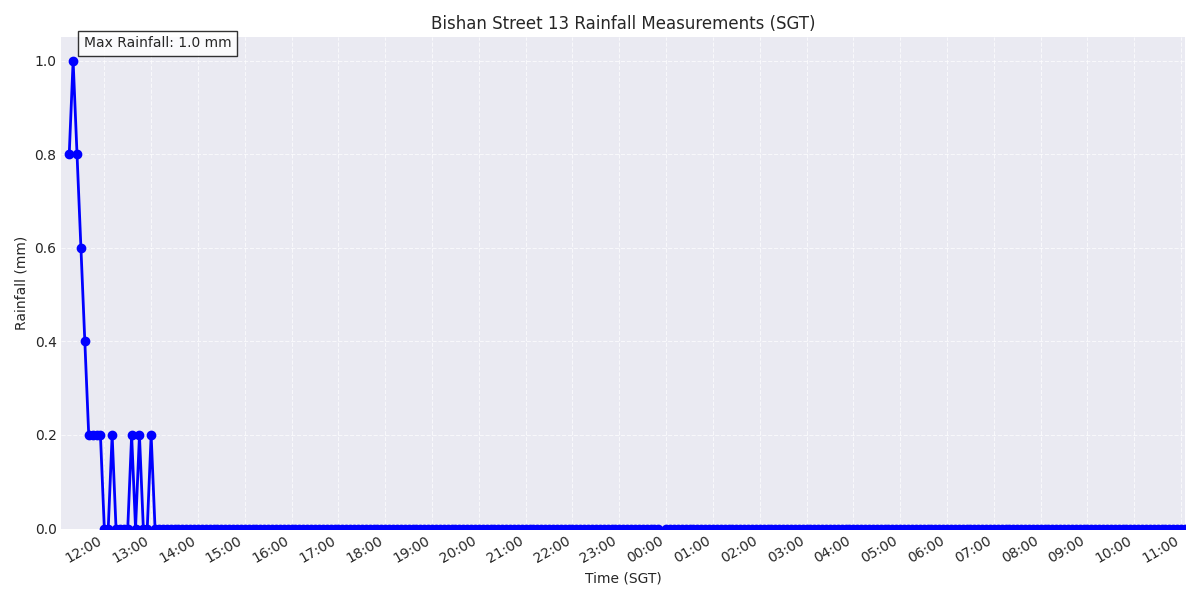 Bishan Street 13 Rainfall Measurements (SGT)
Max Rainfall: 1.0 mm
1.0
0.8
0.6
0.4
0.2
0.0
Rainfall (mm)
12:00 13:00 14:00 15:00 16:00 17:00 18:00 19:00 20:00 21:00 22:00 23:00 00:00 01:00 02:00 03:00 04:00 05:00 06:00 07:00 08:00 09:00 10:00 11:00
Time (SGT)